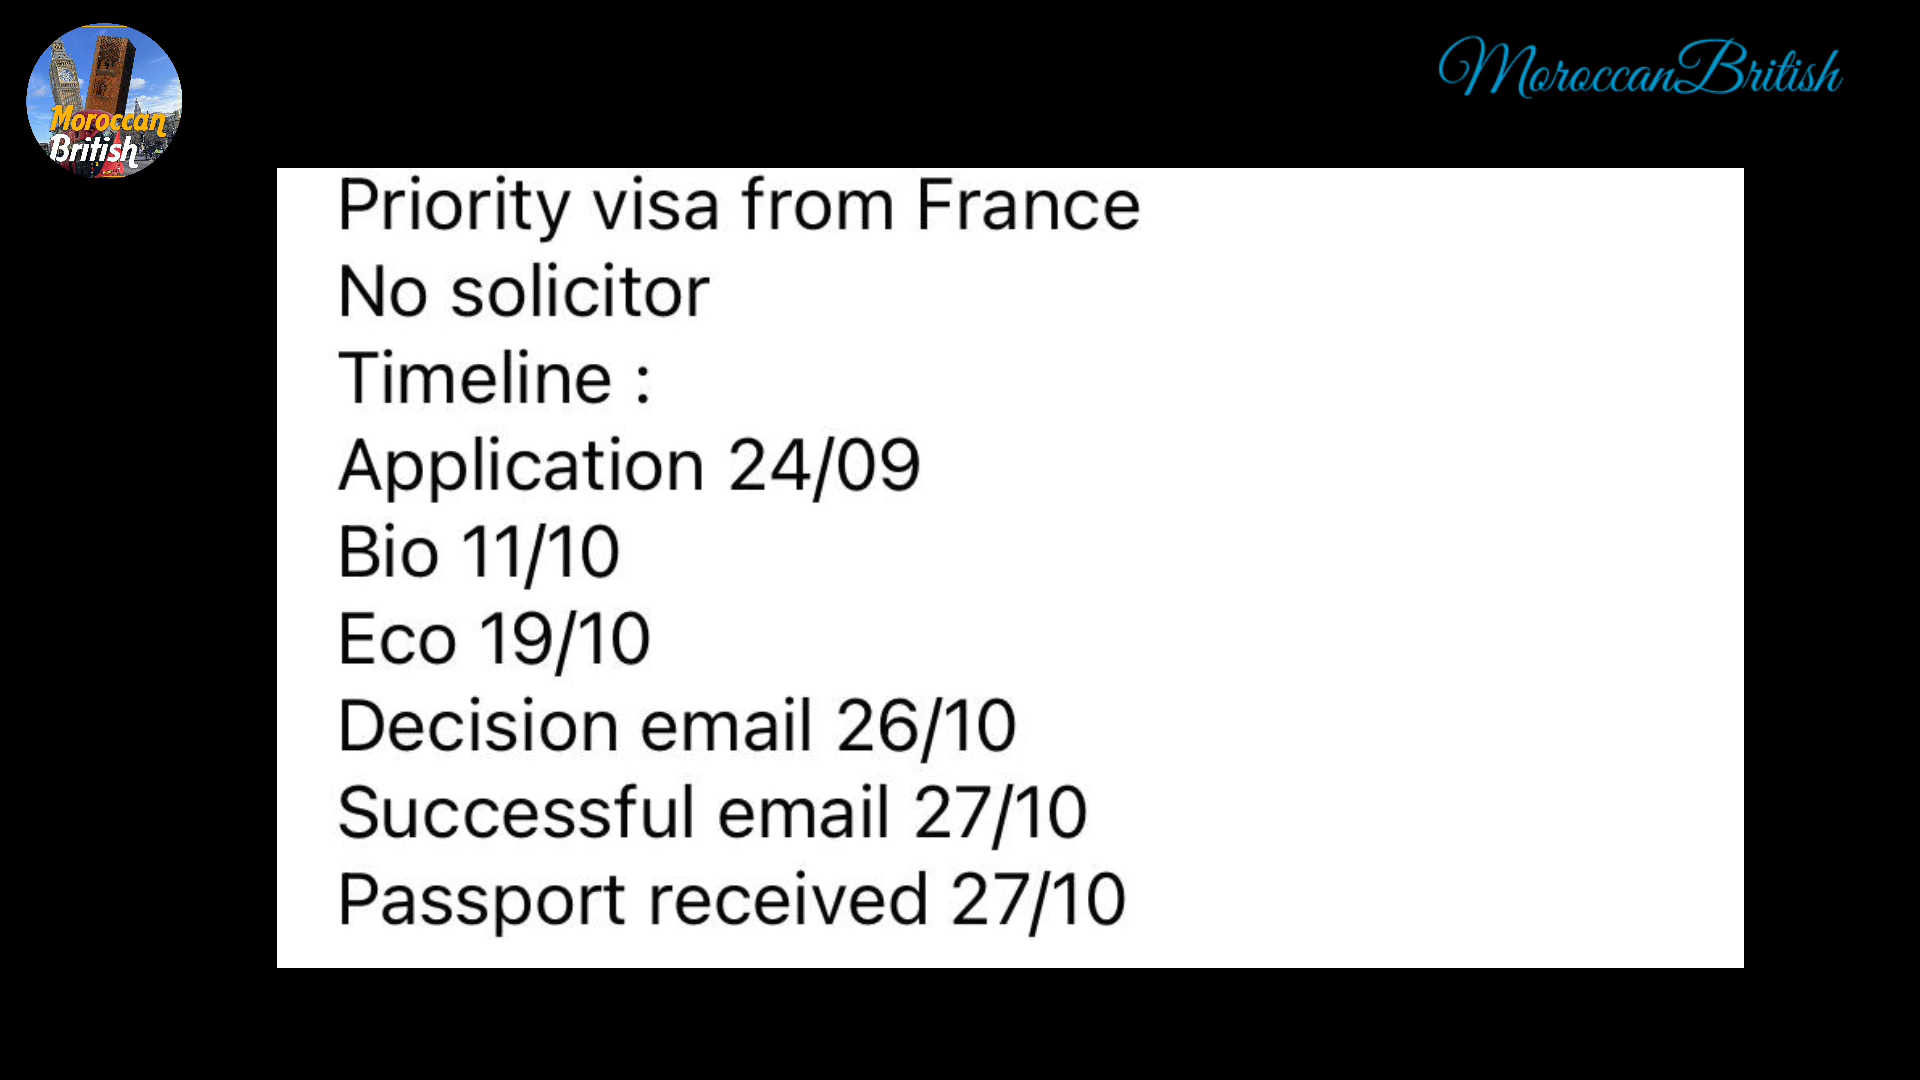 Moroccan
British
MoroccanBritish
Priority visa from France
No solicitor
Timeline :
Application 24/09
Bio 11/10
Eco 19/10
Decision email 26/10
Successful email 27/10
Passport received 27/10